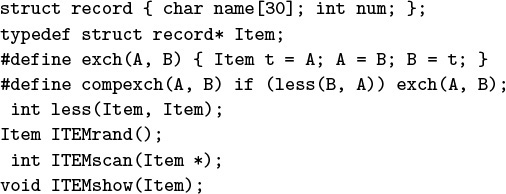 struct record { char name[30]; int num; };
typedef struct record* Item;
#define exch(A, B) { Item t = A; A = B; B = t; }
#define compexch(A, B) if (less(B, A)) exch(A, B);
int less(Item, Item);
Item ITEMrand();
int ITEMscan(Item *);
void ITEMshow(Item);